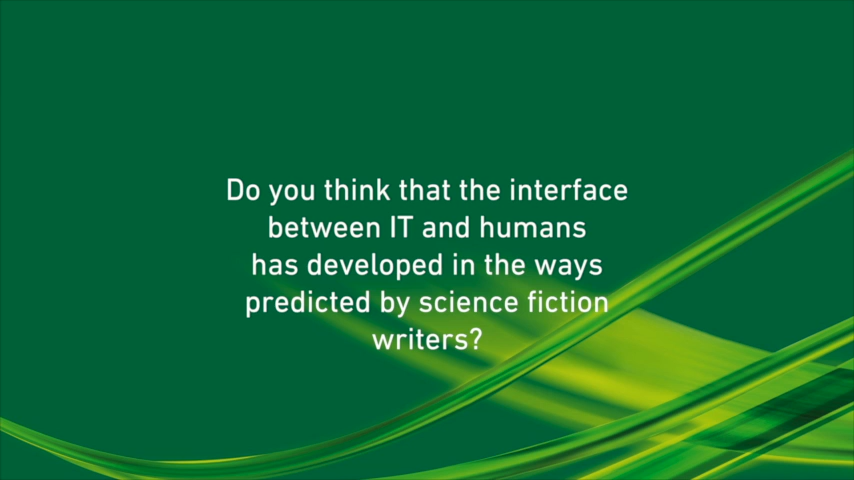 Do you think that the interface
between IT and humans
has developed in the ways
predicted by science fiction
writers?